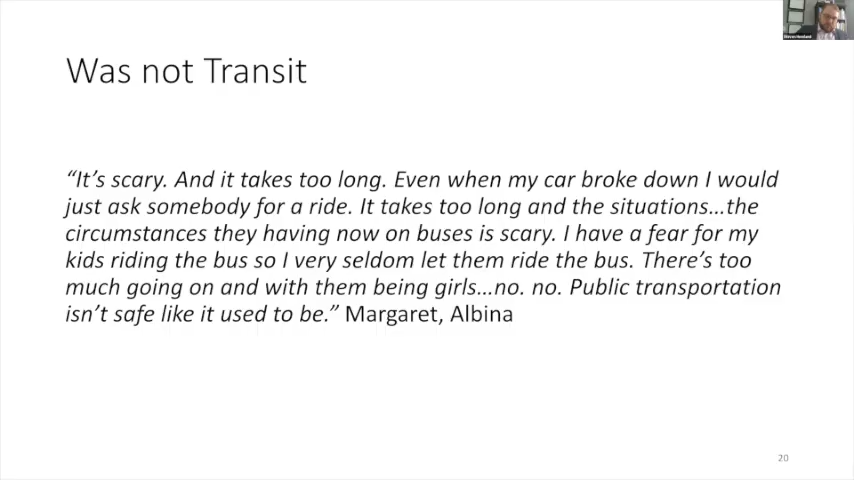 Was not Transit
“It’s scary. And it takes too long. Even when my car broke down I would
just ask somebody for a ride. It takes too long and the situations…the
circumstances they having now on buses is scary. I have a fear for my
kids riding the bus so I very seldom let them ride the bus. There’s too
much going on and with them being girls…no. no. Public transportation
isn’t safe like it used to be.” Margaret, Albina
20